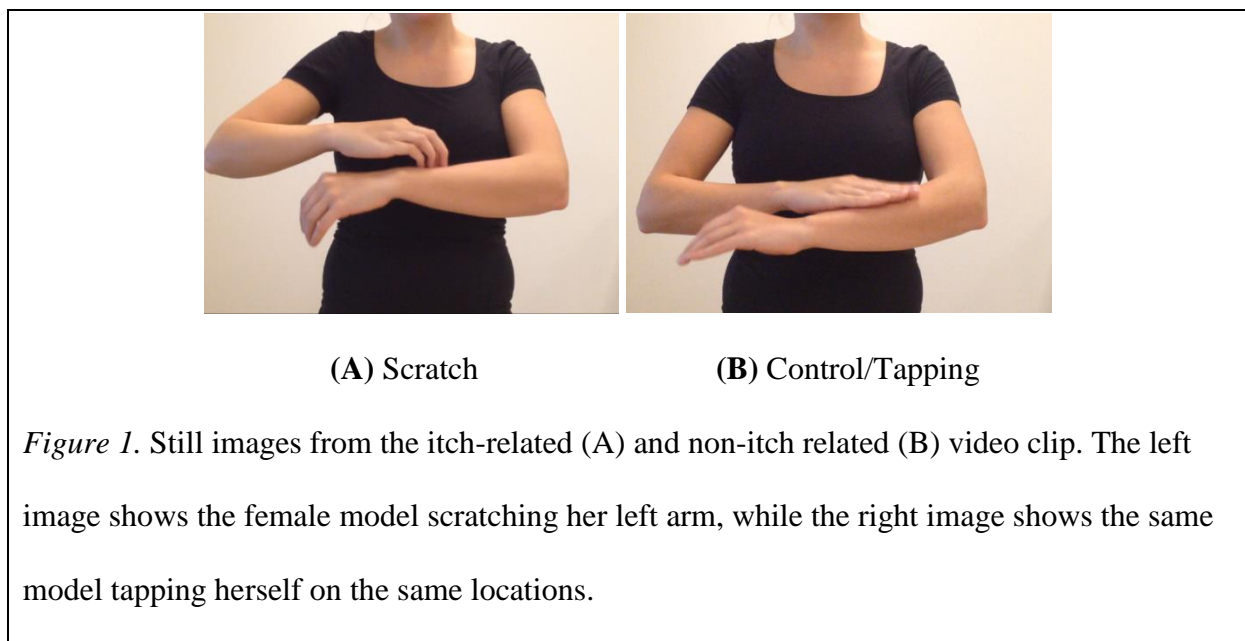 (A) Scratch (B) Control/Tapping
Figure 1. Still images from the itch-related (A) and non-itch related (B) video clip. The left
image shows the female model scratching her left arm, while the right image shows the same
model tapping herself on the same locations.